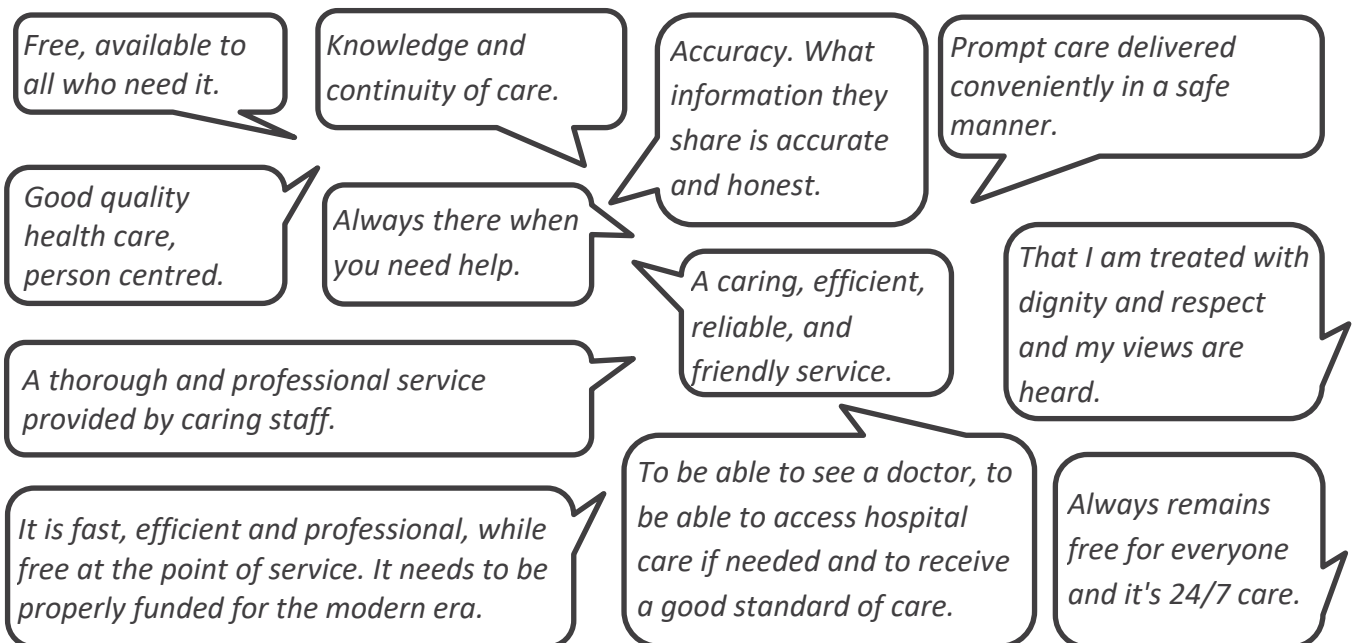 Free, available to
all who need it.
Knowledge and
continuity of care.
Accuracy. What
information they
share is accurate
and honest.
Prompt care delivered
conveniently in a safe
manner.
Good quality
health care,
person centred.
Always there when
you need help.
A caring, efficient,
reliable, and
friendly service.
That I am treated with
dignity and respect
and my views are
heard.
A thorough and professional service
provided by caring staff.
It is fast, efficient and professional, while
free at the point of service. It needs to be
properly funded for the modern era.
To be able to see a doctor, to
be able to access hospital
care if needed and to receive
a good standard of care.
Always remains
free for everyone
and it's 24/7 care.